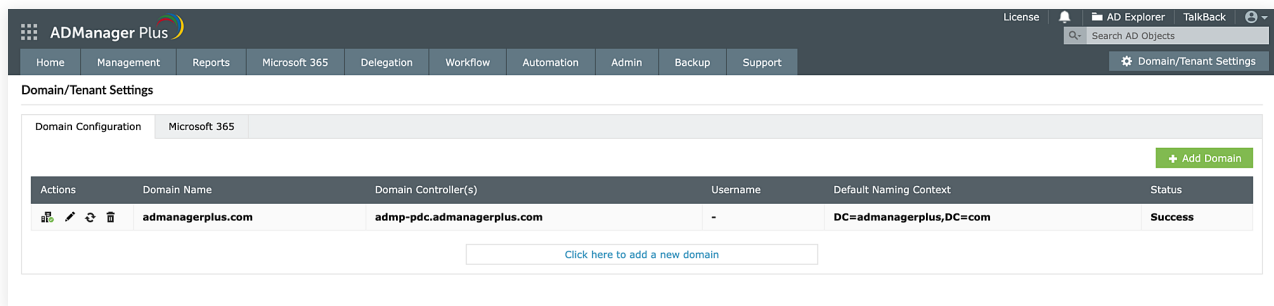 License AD Explorer TalkBack
ADManager Plus
Search AD Objects
Home Management Reports Microsoft 365 Delegation Workflow Automation Admin Backup Support Domain/Tenant Settings
Domain/Tenant Settings
Domain Configuration Microsoft 365
+ Add Domain
Actions Domain Name Domain Controller(s) Username Default Naming Context Status
admanagerplus.com admp-pdc.admanagerplus.com - DC=admanagerplus,DC=com Success
Click here to add a new domain